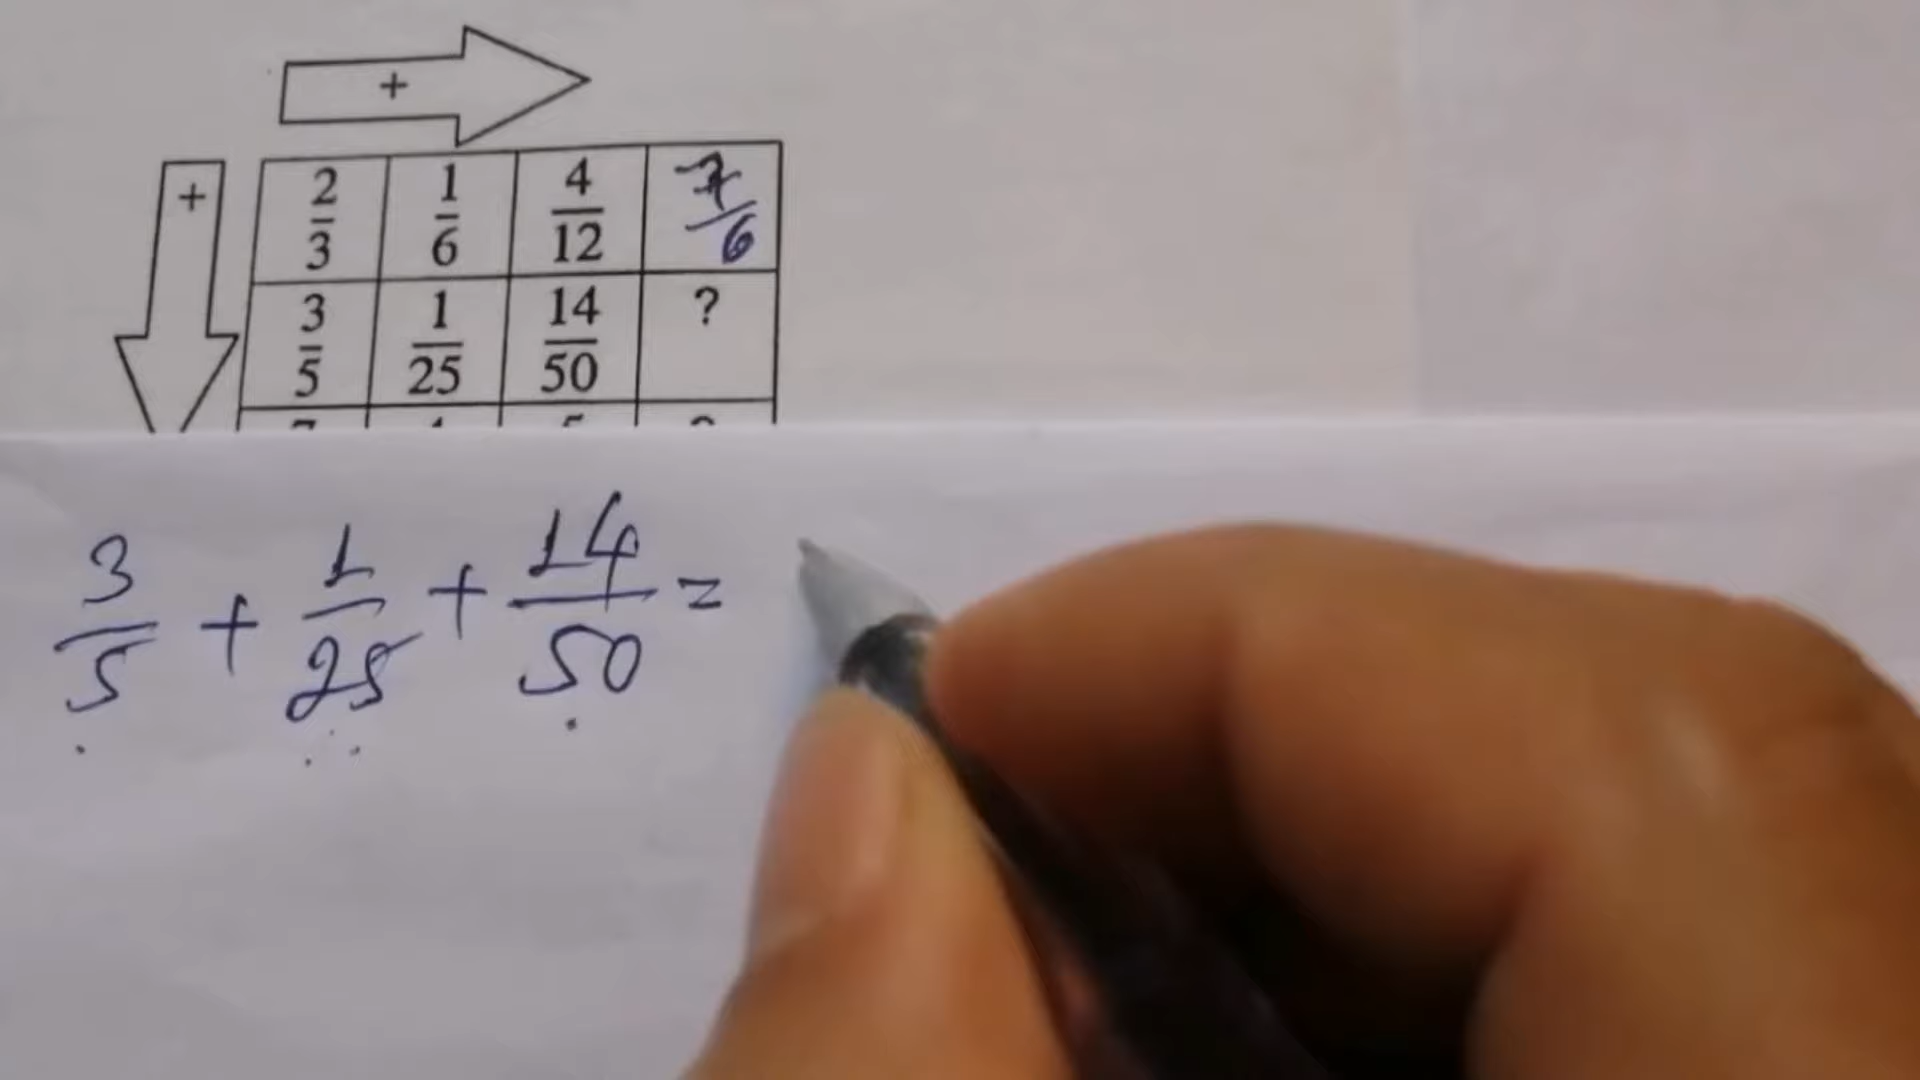 +
+
2/3 1/6 4/12 7/6
3/5 1/25 14/50 ?
3/5 + 1/25 + 14/50 =